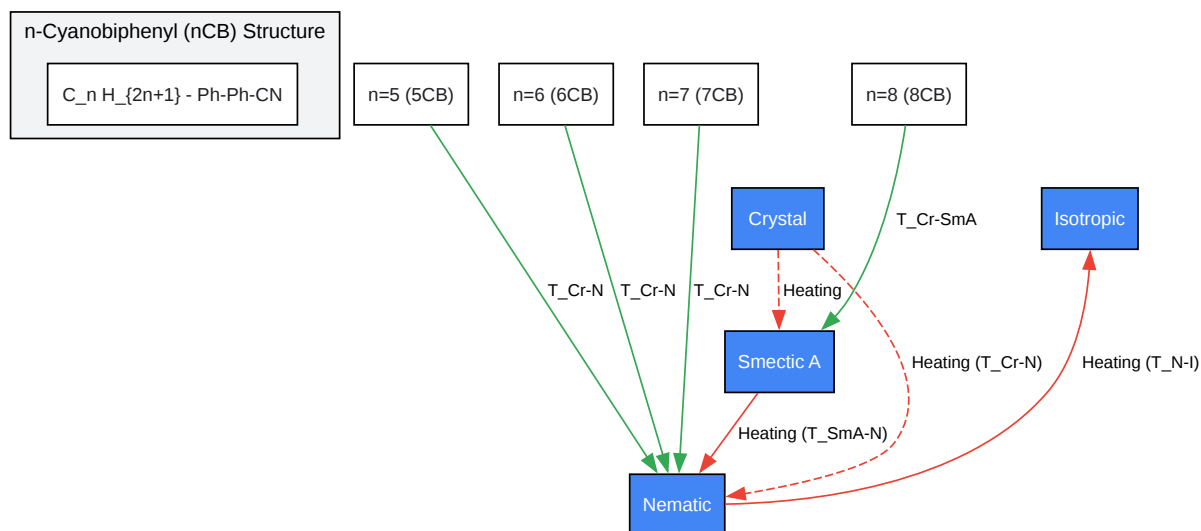 n-Cyanobiphenyl (nCB) Structure
C_n H_{2n+1} - Ph-Ph-CN
n=5 (5CB)
n=6 (6CB)
n=7 (7CB)
n=8 (8CB)
Crystal
Isotropic
T_Cr-SmA
T_Cr-N
T_Cr-N
T_Cr-N
Heating
Smectic A
Heating (T_Cr-N)
Heating (T_N-I)
Heating (T_SmA-N)
Nematic